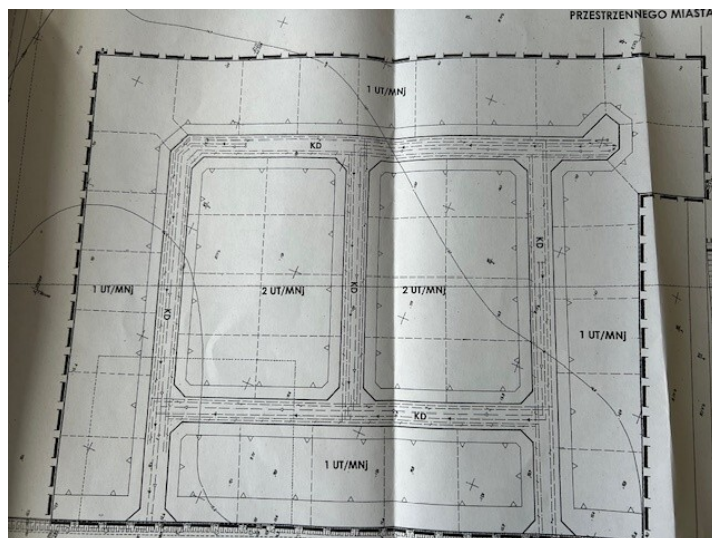 PRZESTRZENNEGO MIASTA
1 UT/MNj
KD
KD
1 UT/MNj
2 UT/MNj
KD
2 UT/MNj
KD
1 UT/MNj
KD
1 UT/MNj